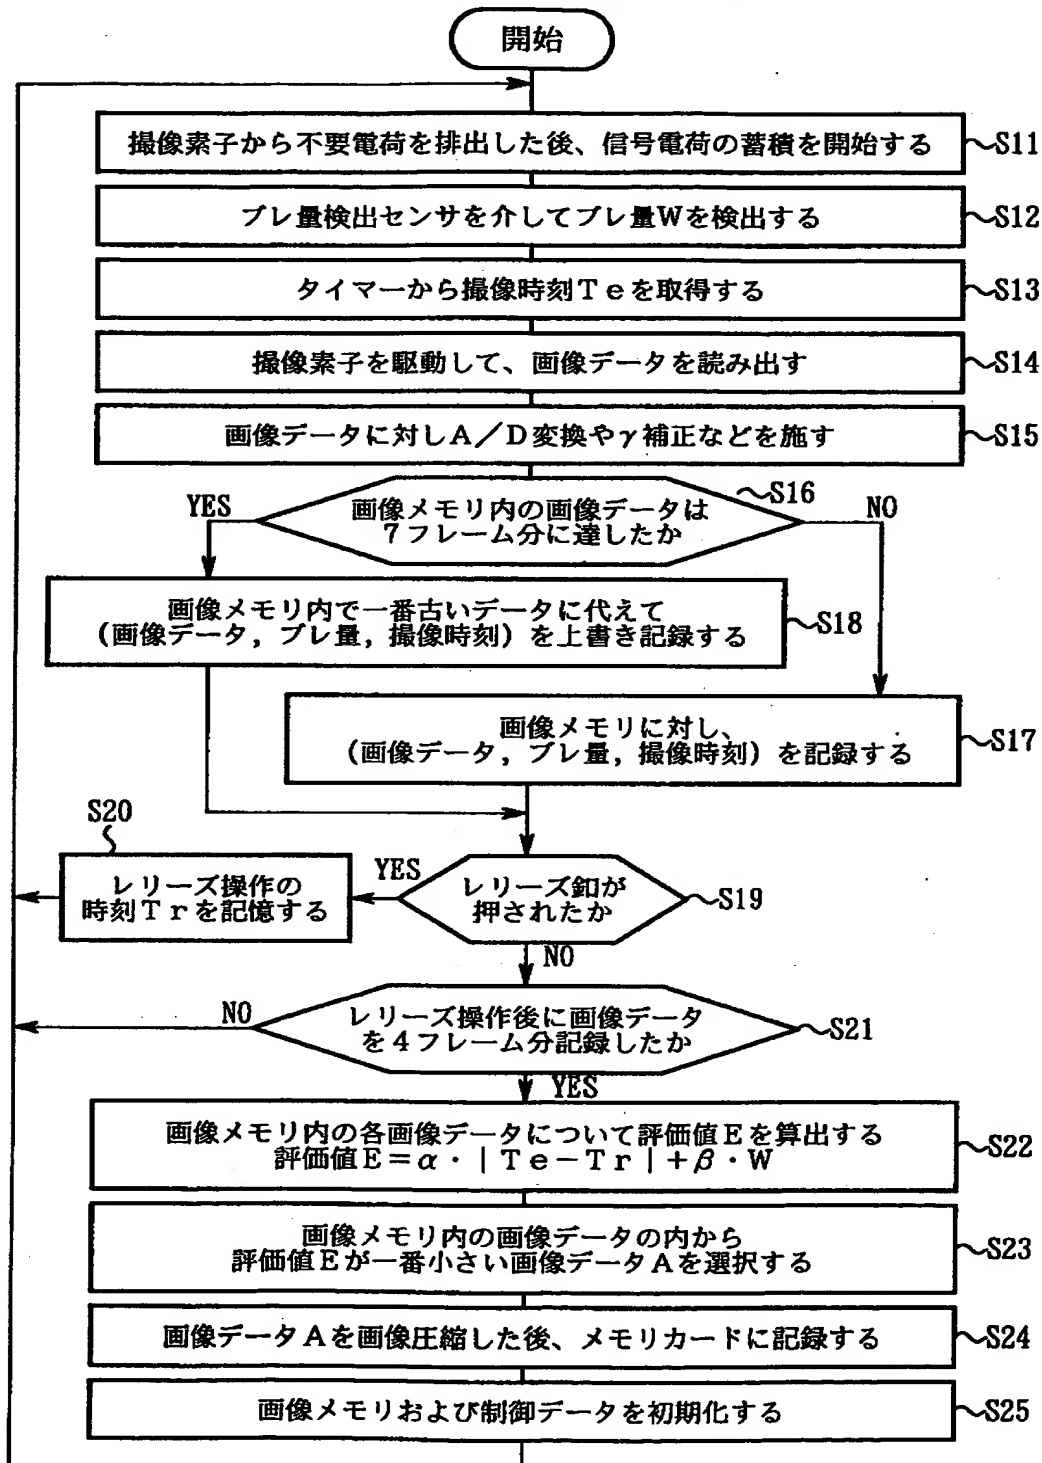 開始
撮像素子から不要電荷を排出した後、信号電荷の蓄積を開始する
S11
ブレ量検出センサを介してブレ量Wを検出する
S12
タイマーから撮像時刻Teを取得する
S13
撮像素子を駆動して、画像データを読み出す
S14
画像データに対しA/D変換やγ補正などを施す
S15
S16
YES
画像メモリ内の画像データは
7フレーム分に達したか
NO
画像メモリ内で一番古いデータに代えて
(画像データ,ブレ量,撮像時刻)を上書き記録する
S18
画像メモリに対し、
(画像データ,ブレ量,撮像時刻)を記録する
S17
S20
レリーズ操作の
時刻Trを記憶する
YES
レリーズ釦が
押されたか
S19
NO
NO
レリーズ操作後に画像データ
を4フレーム分記録したか
S21
YES
画像メモリ内の各画像データについて評価値Eを算出する
評価値E=α・|Te-Tr|+β・W
S22
画像メモリ内の画像データの内から
評価値Eが一番小さい画像データAを選択する
S23
画像データAを画像圧縮した後、メモリカードに記録する
S24
画像メモリおよび制御データを初期化する
S25